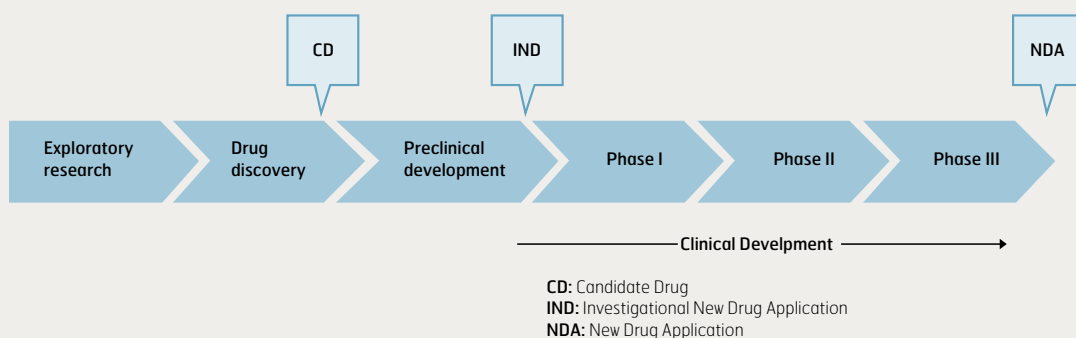 CD
IND
NDA
Exploratory
research
Drug
discovery
Preclinical
development
Phase I
Phase II
Phase III
Clinical Develpment
CD: Candidate Drug
IND: Investigational New Drug Application
NDA: New Drug Application